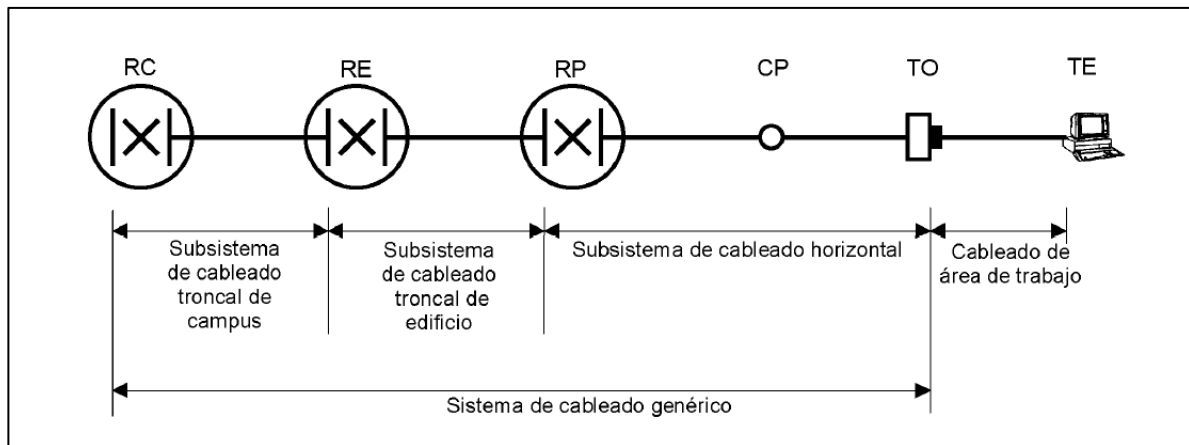 RC RE RP CP TO TE
Subsistema
de cableado
troncal de
campus
Subsistema
de cableado
troncal de
edificio
Subsistema de cableado horizontal
Cableado de
área de trabajo
Sistema de cableado genérico